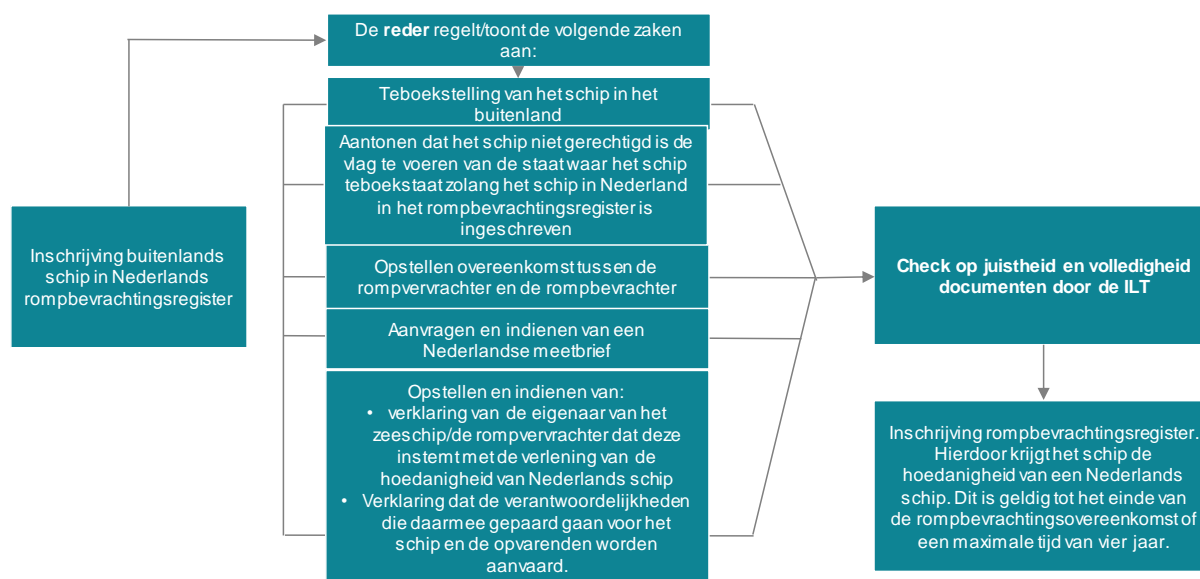 Inschrijving buitenlands
schip in Nederlands
rompbevrachtingsregister
De reder regelt/toont de volgende zaken
aan:
Teboekstelling van het schip in het
buitenland
Aantonen dat het schip niet gerechtigd is de
vlag te voeren van de staat waar het schip
teboekstaat zolang het schip in Nederland
in het rompbevrachtingsregister is
ingeschreven
Opstellen overeenkomst tussen de
rompvervrachter en de rompbevrachter
Aanvragen en indienen van een
Nederlandse meetbrief
Opstellen en indienen van:
• verklaring van de eigenaar van het
zeeschip/de rompvervrachter dat deze
instemt met de verlening van de
hoedanigheid van Nederlands schip
• Verklaring dat de verantwoordelijkheden
die daarmee gepaard gaan voor het
schip en de opvarenden worden
aanvaard.
Check op juistheid en volledigheid
documenten door de ILT
Inschrijving rompbevrachtingsregister.
Hierdoor krijgt het schip de
hoedanigheid van een Nederlands
schip. Dit is geldig tot het einde van
de rompbevrachtingsovereenkomst of
een maximale tijd van vier jaar.